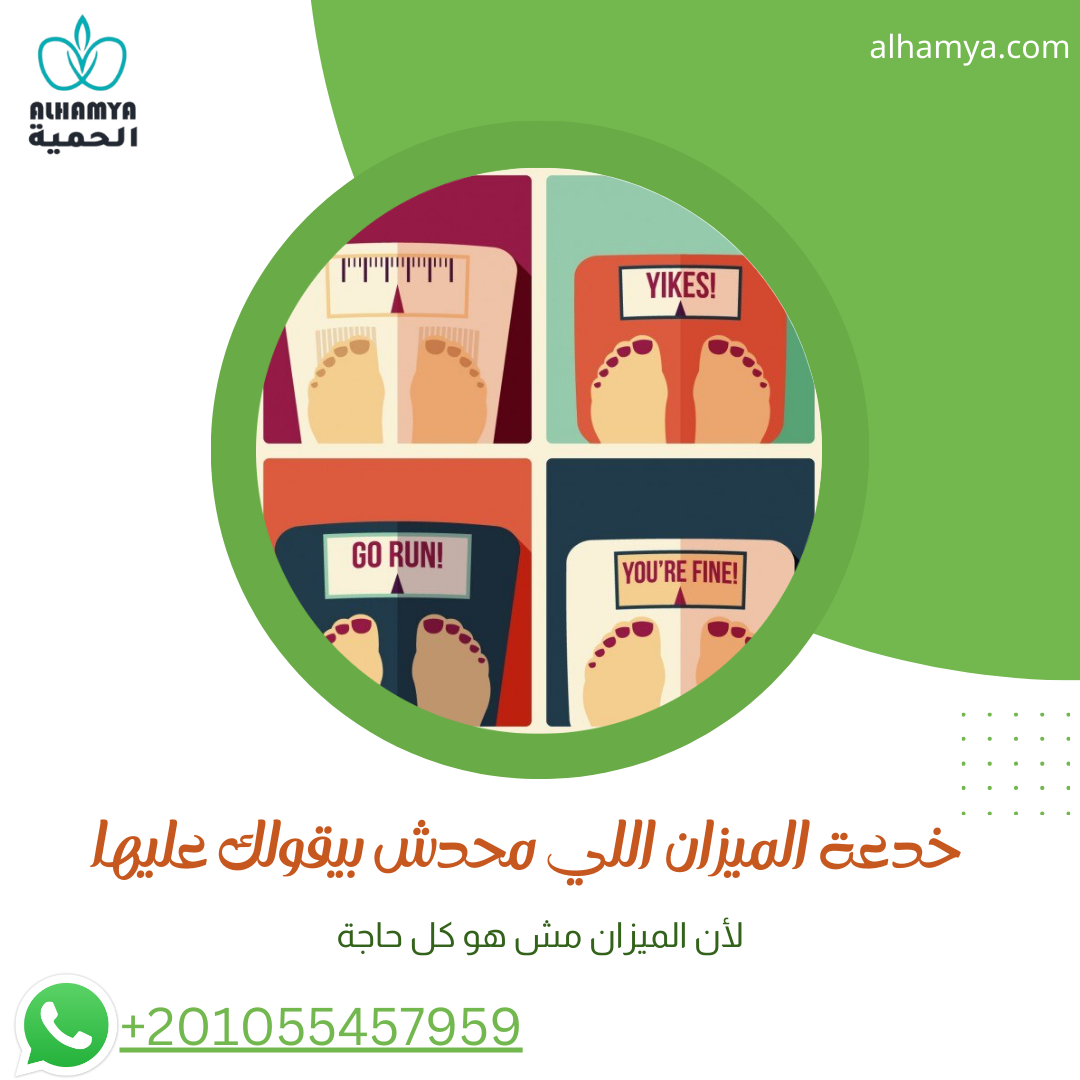 ALHAMYA
الحمية
alhamya.com
YIKES!
GO RUN!
YOU'RE FINE!
خدعة الميزان اللي محدش بيقولك عليها
لأن الميزان مش هو كل حاجة
+201055457959